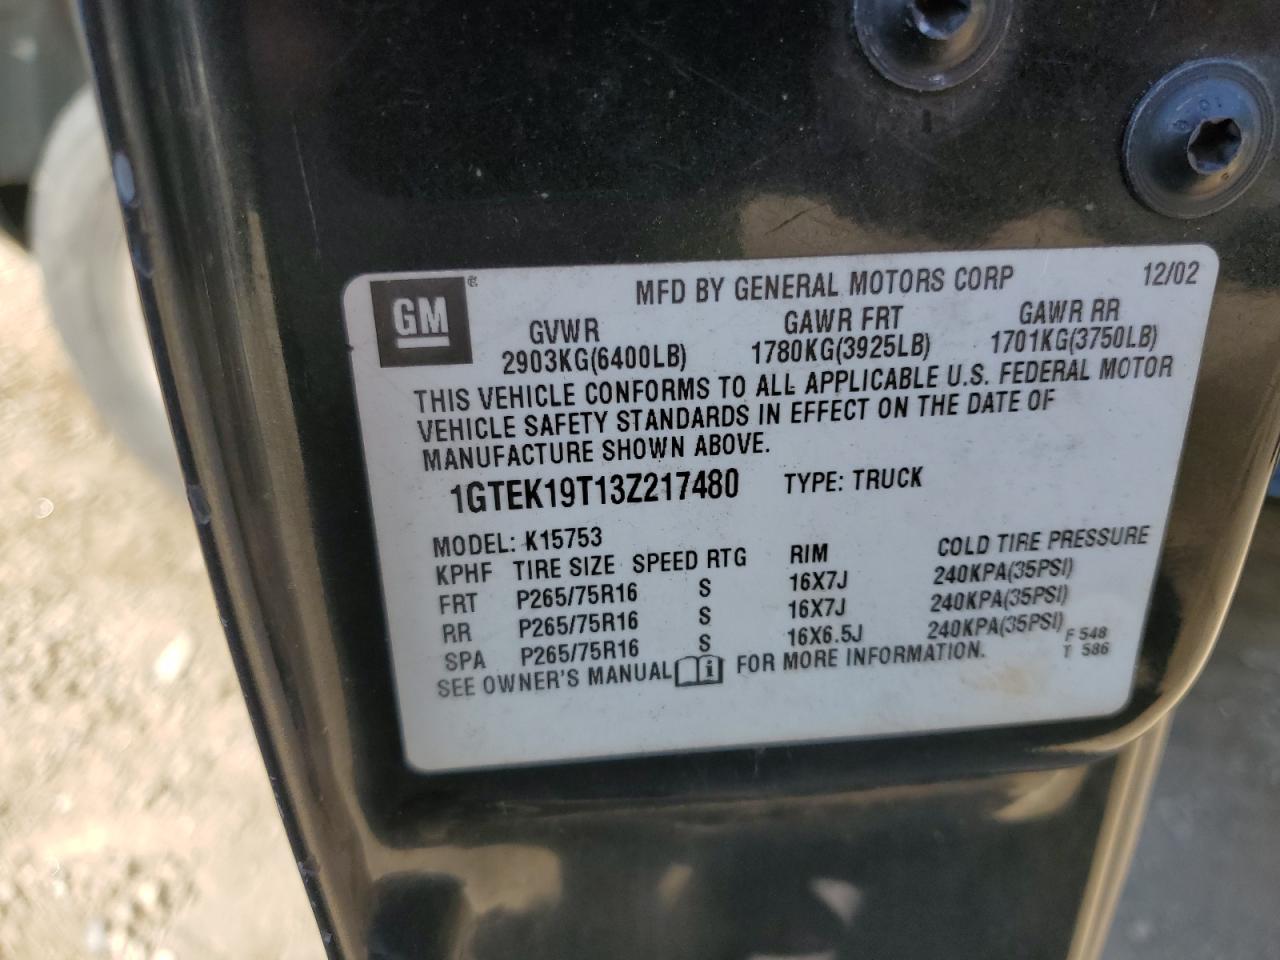 GM®
MFD BY GENERAL MOTORS CORP 12/02
GVWR GAWR FRT GAWR RR
2903KG(6400LB) 1780KG(3925LB) 1701KG(3750LB)
THIS VEHICLE CONFORMS TO ALL APPLICABLE U.S. FEDERAL MOTOR
VEHICLE SAFETY STANDARDS IN EFFECT ON THE DATE OF
MANUFACTURE SHOWN ABOVE.
1GTEK19T13Z217480 TYPE: TRUCK
MODEL: K15753
KPHF TIRE SIZE SPEED RTG RIM COLD TIRE PRESSURE
FRT P265/75R16 S 16X7J 240KPA(35PSI)
RR P265/75R16 S 16X7J 240KPA(35PSI)
SPA P265/75R16 S 16X6.5J 240KPA(35PSI)
SEE OWNER'S MANUAL i FOR MORE INFORMATION.
F 548
T 586